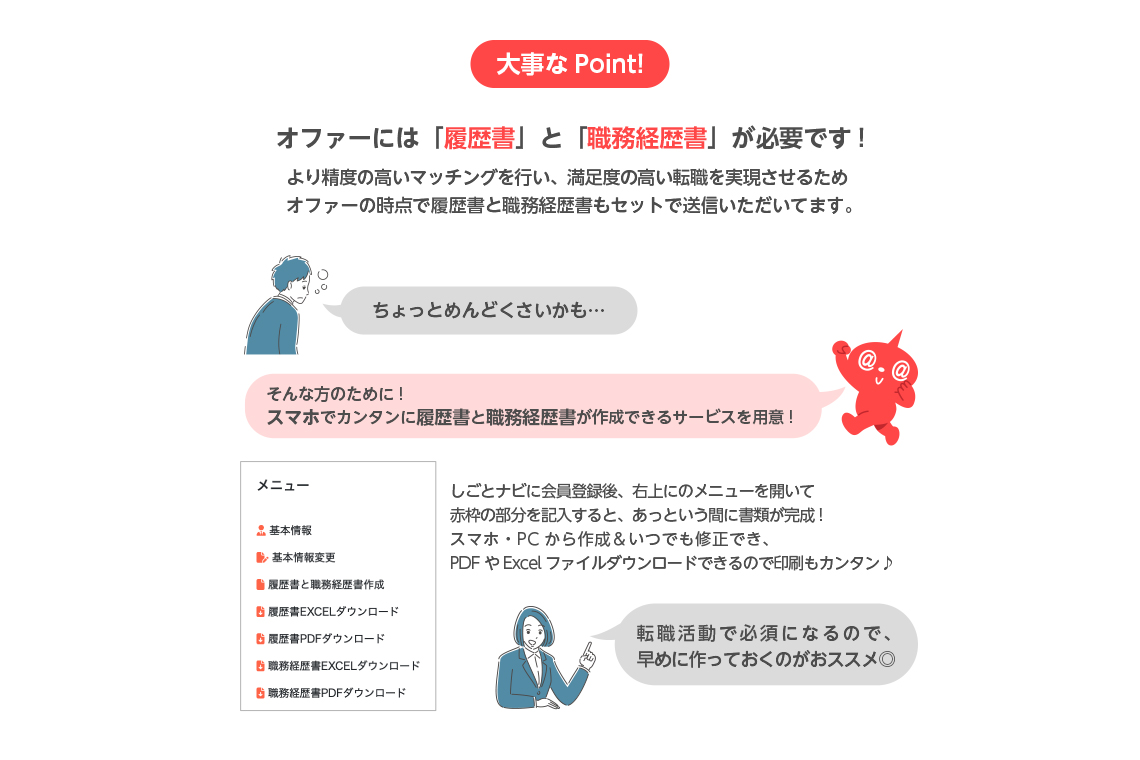 大事な Point!
オファーには「履歴書」と「職務経歴書」が必要です！
より精度の高いマッチングを行い、満足度の高い転職を実現させるため
オファーの時点で履歴書と職務経歴書もセットで送信いただいてます。
ちょっとめんどくさいかも…
そんな方のために！
スマホでカンタンに履歴書と職務経歴書が作成できるサービスを用意！
@ @
メニュー
基本情報
基本情報変更
履歴書と職務経歴書作成
履歴書EXCELダウンロード
履歴書PDFダウンロード
職務経歴書EXCELダウンロード
職務経歴書PDFダウンロード
しごとナビに会員登録後、右上にのメニューを開いて
赤枠の部分を記入すると、あっという間に書類が完成！
スマホ・PC から作成＆いつでも修正でき、
PDF や Excel ファイルダウンロードできるので印刷もカンタン♪
転職活動で必須になるので、
早めに作っておくのがおススメ◎